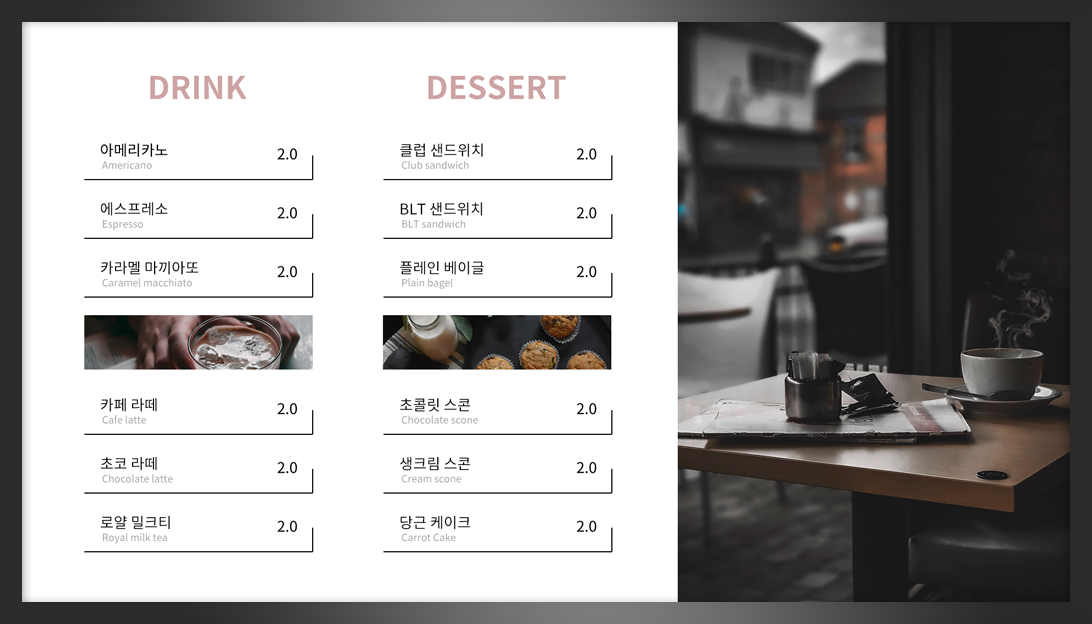 DRINK
아메리카노
Americano
2.0
에스프레소
Espresso
2.0
카라멜 마끼아또
Caramel macchiato
2.0
카페 라떼
Cafe latte
2.0
초코 라떼
Chocolate latte
2.0
로얄 밀크티
Royal milk tea
2.0
DESSERT
클럽 샌드위치
Club sandwich
2.0
BLT 샌드위치
BLT sandwich
2.0
플레인 베이글
Plain bagel
2.0
초콜릿 스콘
Chocolate scone
2.0
생크림 스콘
Cream scone
2.0
당근 케이크
Carrot Cake
2.0